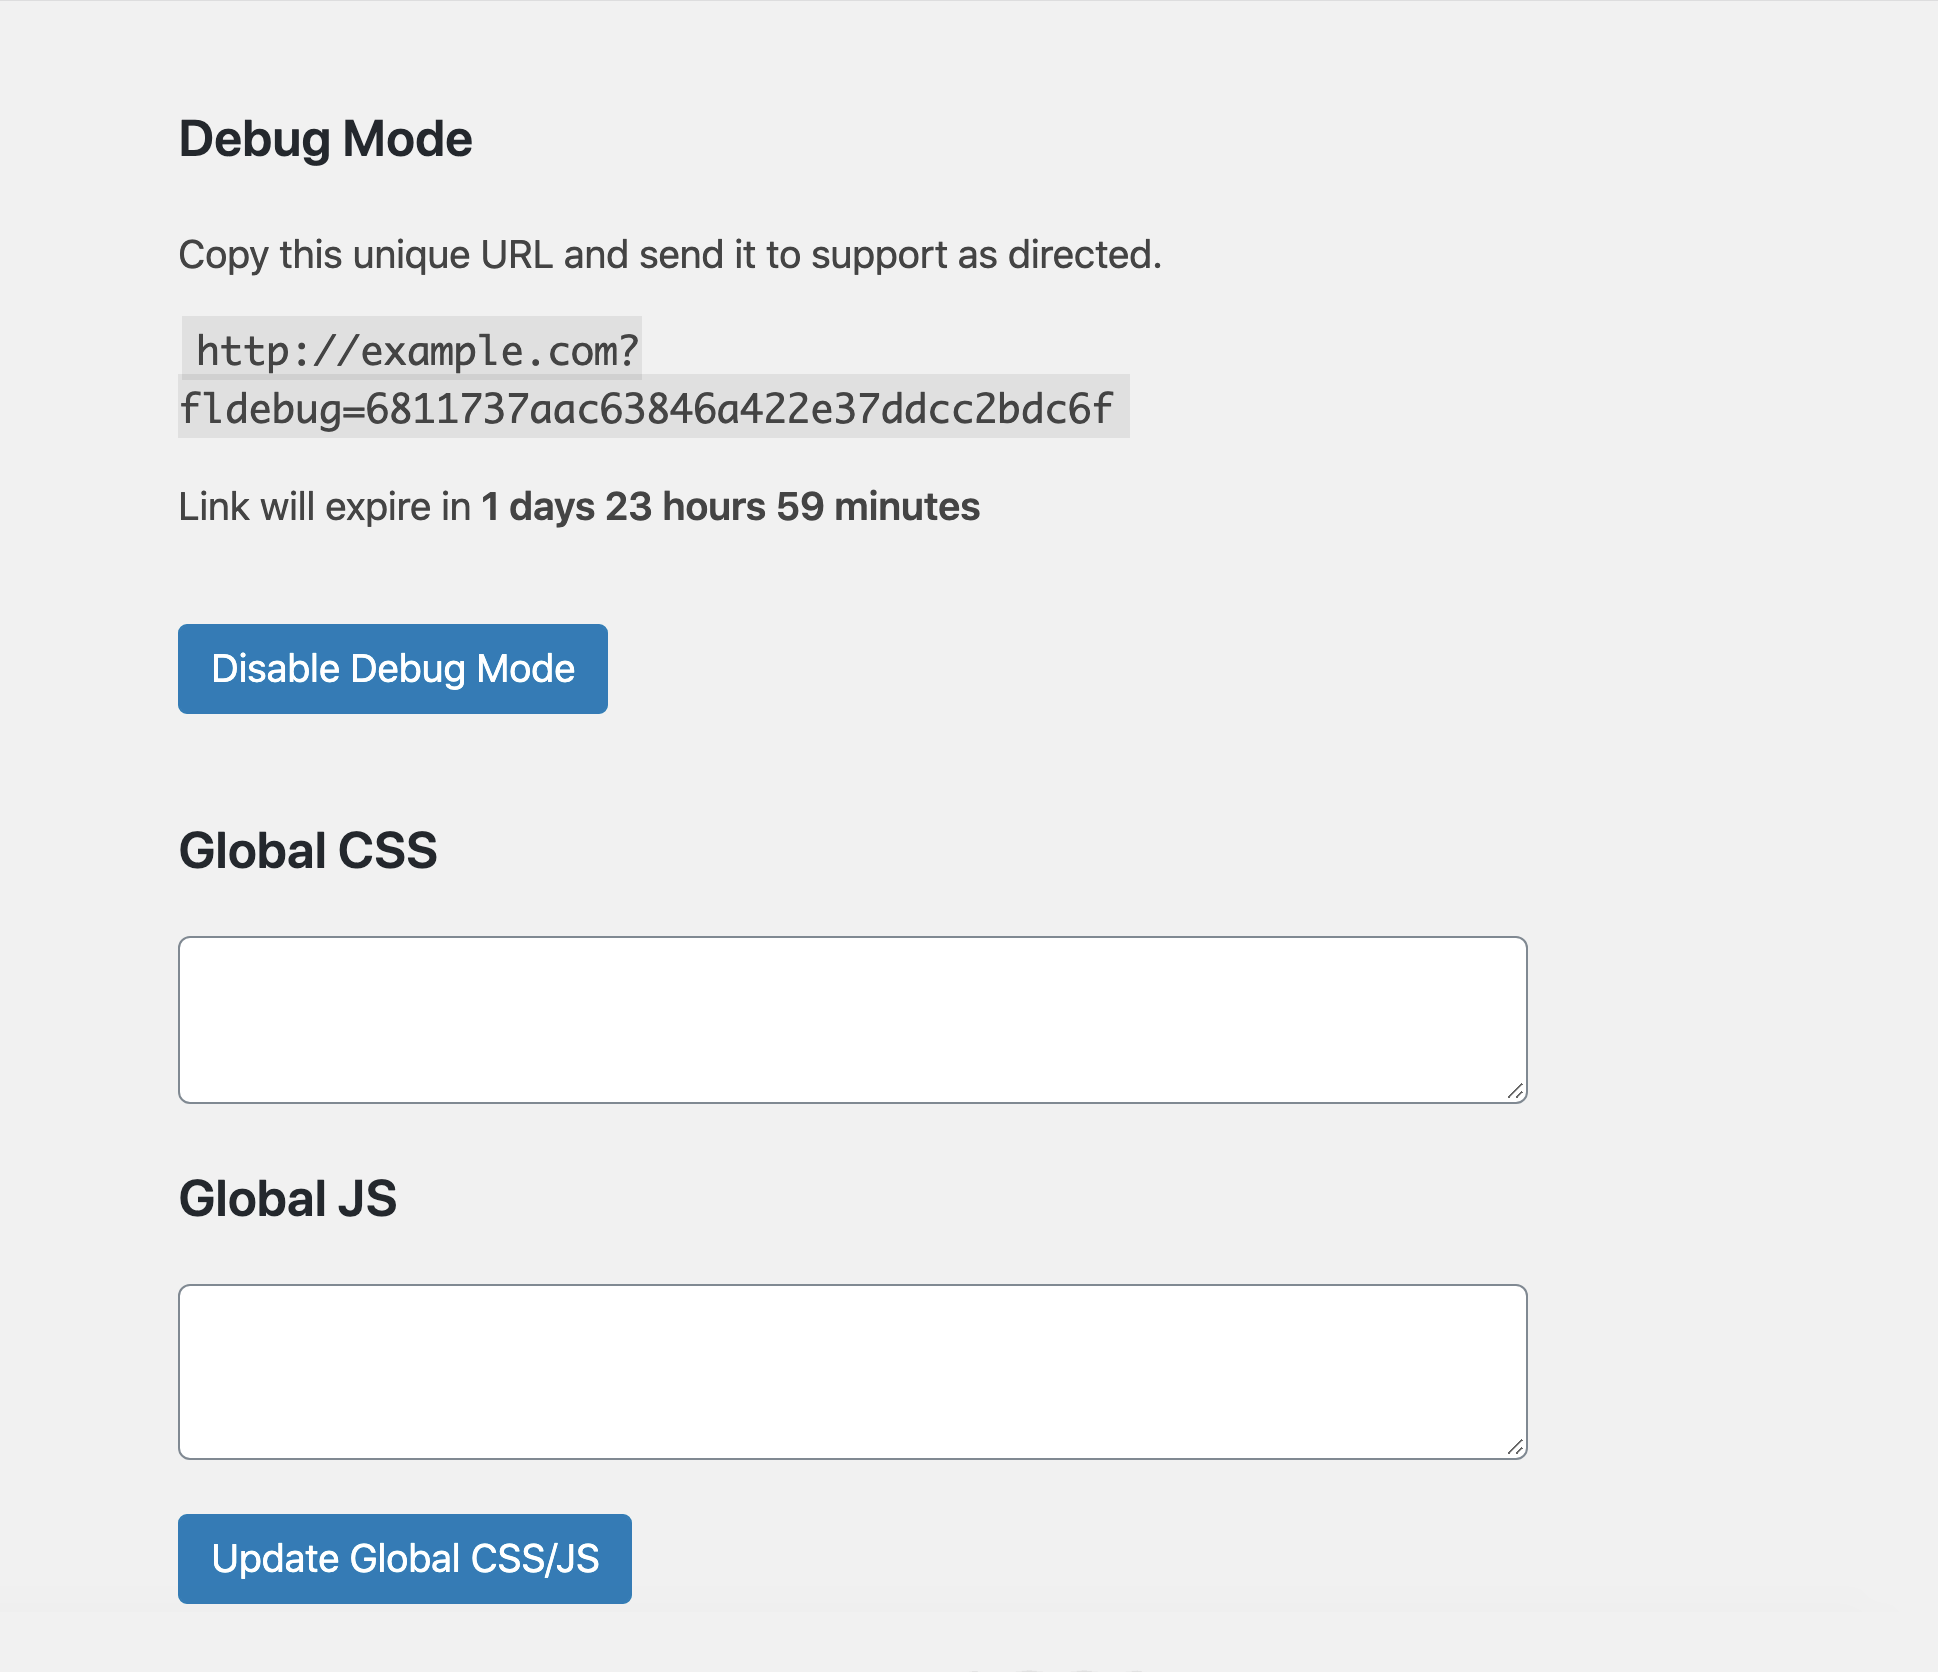 Debug Mode
Copy this unique URL and send it to support as directed.
http://example.com?
fldebug=6811737aac63846a422e37ddcc2bdc6f
Link will expire in 1 days 23 hours 59 minutes
Disable Debug Mode
Global CSS
Global JS
Update Global CSS/JS